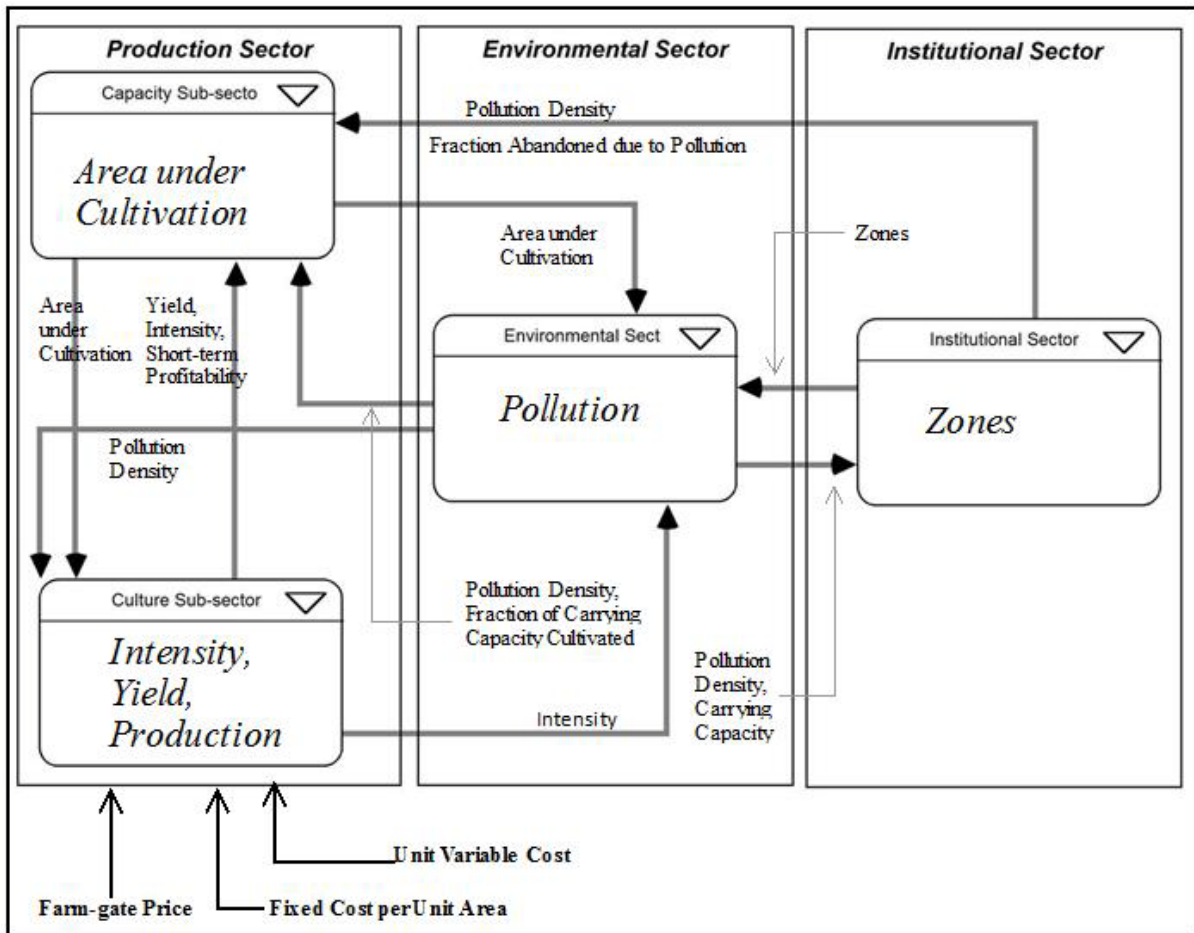 Production Sector
Environmental Sector
Institutional Sector
Capacity Sub-secto
Area under
Cultivation
Pollution Density
Fraction Abandoned due to Pollution
Area under
Cultivation
Zones
Area
under
Cultivation
Yield,
Intensity,
Short-term
Profitability
Environmental Sect
Pollution
Institutional Sector
Zones
Pollution
Density
Culture Sub-sector
Intensity,
Yield,
Production
Pollution Density,
Fraction of Carrying
Capacity Cultivated
Pollution
Density,
Carrying
Capacity
Intensity
Unit Variable Cost
Farm-gate Price
Fixed Cost per Unit Area